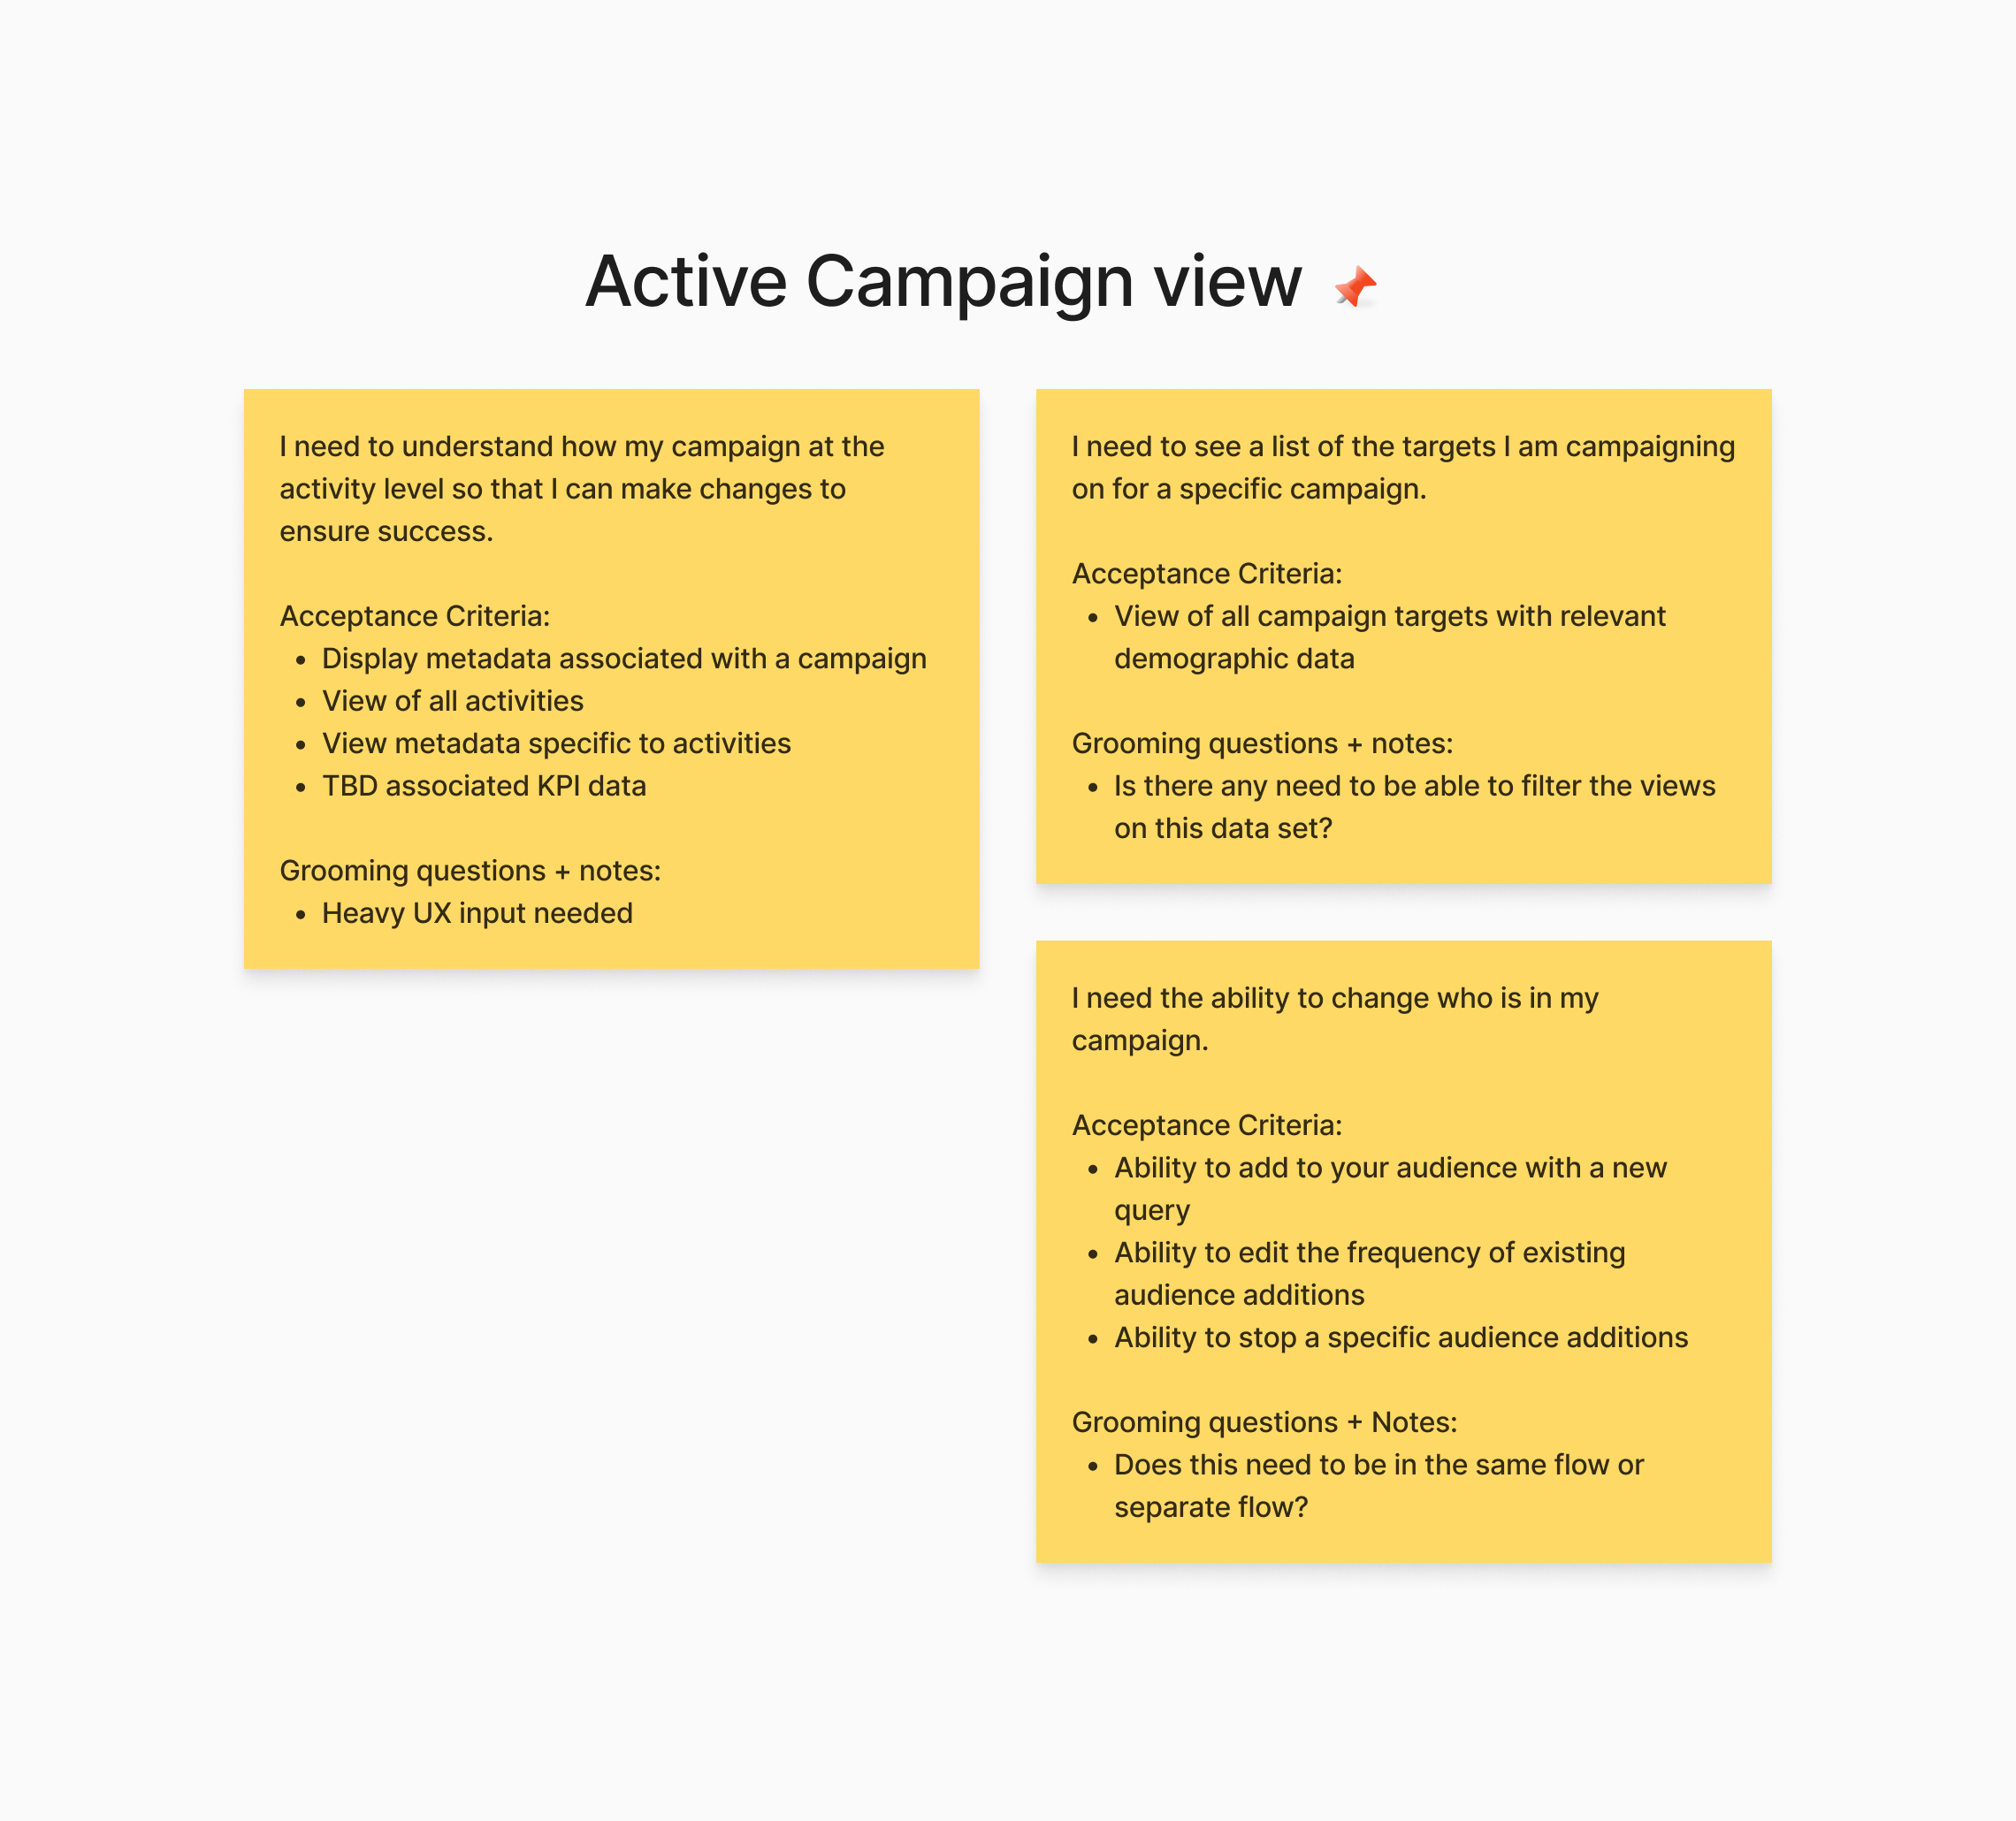 Active Campaign view 📌
I need to understand how my campaign at the
activity level so that I can make changes to
ensure success.
Acceptance Criteria:
• Display metadata associated with a campaign
• View of all activities
• View metadata specific to activities
• TBD associated KPI data
Grooming questions + notes:
• Heavy UX input needed
I need to see a list of the targets I am campaigning
on for a specific campaign.
Acceptance Criteria:
• View of all campaign targets with relevant
demographic data
Grooming questions + notes:
• Is there any need to be able to filter the views
on this data set?
I need the ability to change who is in my
campaign.
Acceptance Criteria:
• Ability to add to your audience with a new
query
• Ability to edit the frequency of existing
audience additions
• Ability to stop a specific audience additions
Grooming questions + Notes:
• Does this need to be in the same flow or
separate flow?